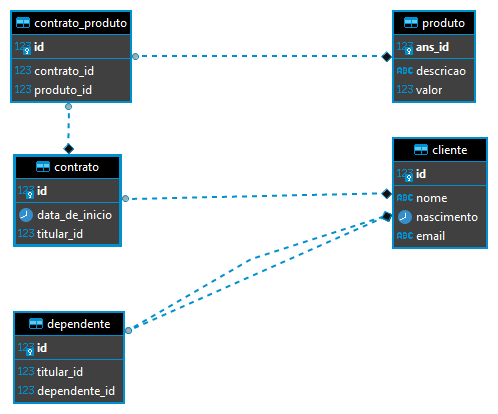 contrato_produto
123 id
123 contrato_id
123 produto_id
produto
123 ans_id
ABC descricao
123 valor
contrato
123 id
data_de_inicio
123 titular_id
cliente
123 id
ABC nome
nascimento
ABC email
dependente
123 id
123 titular_id
123 dependente_id